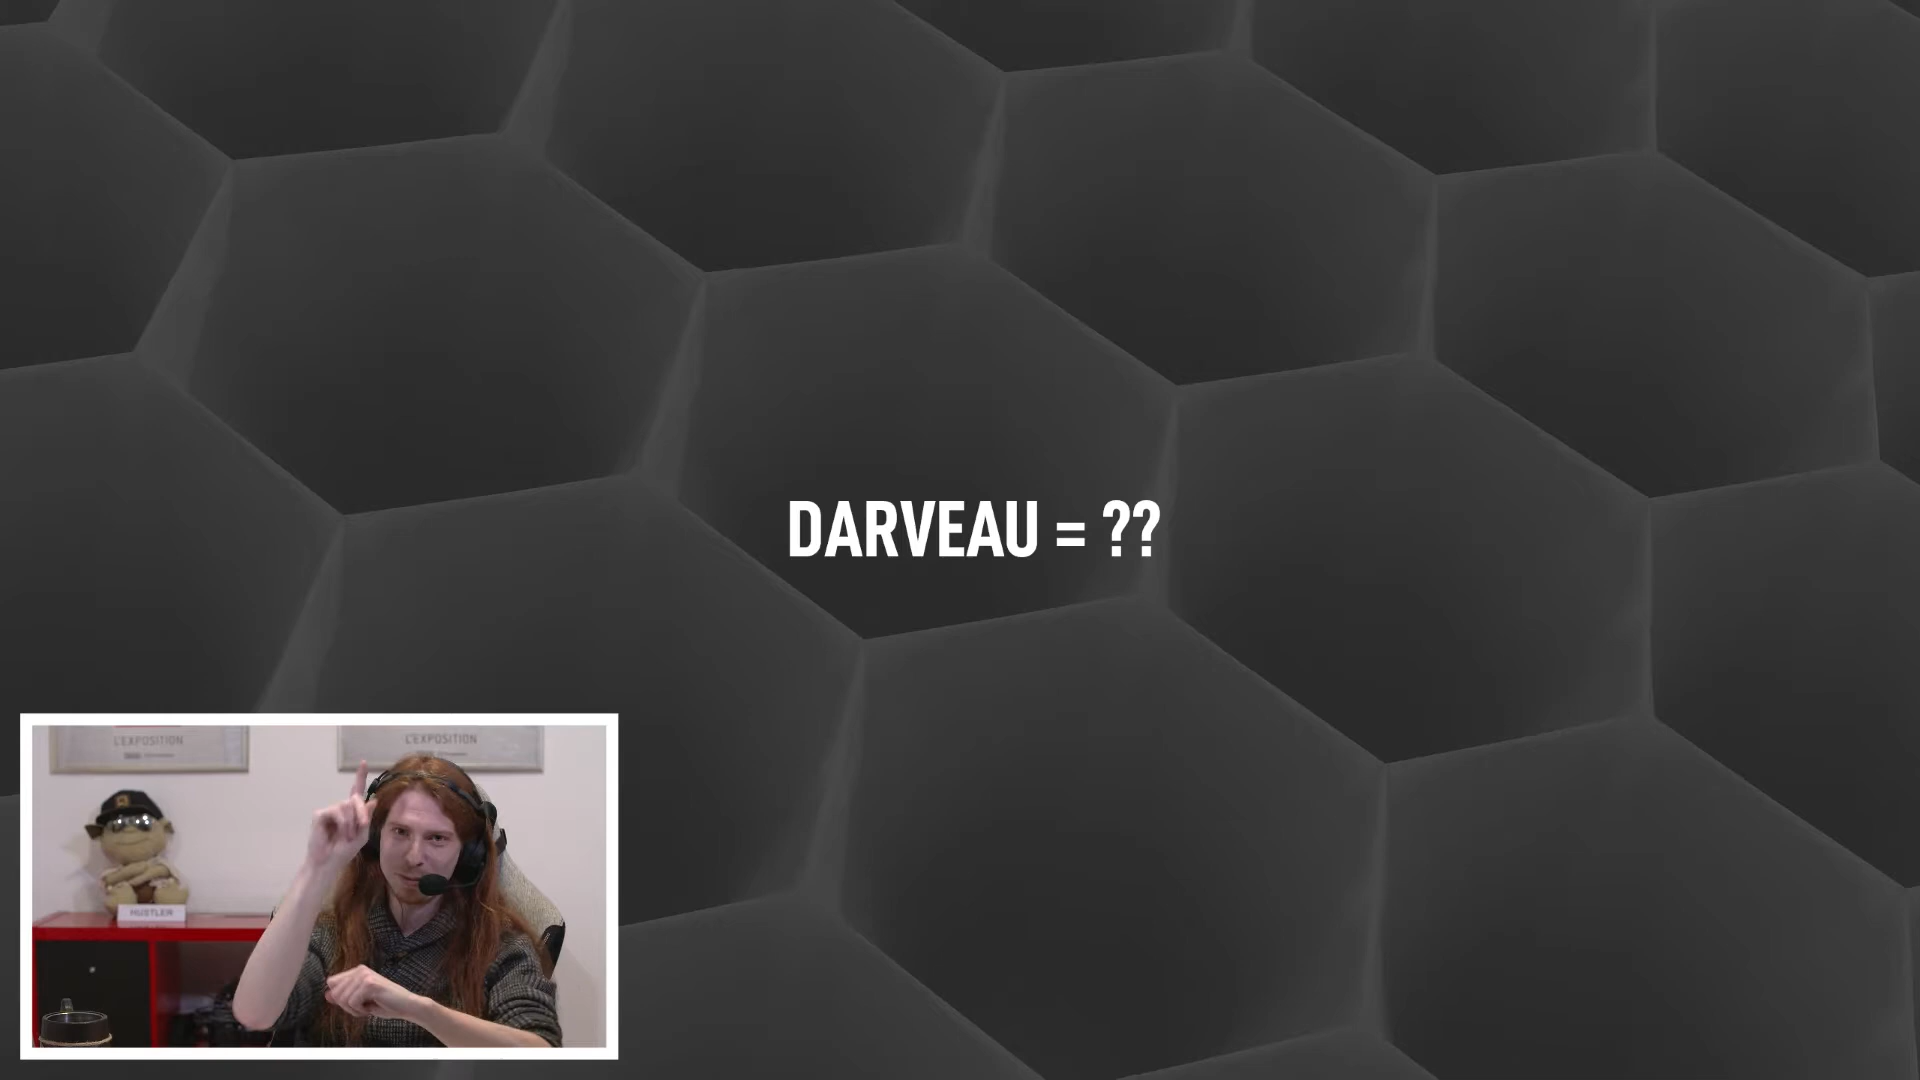 DARVEAU = ??
L'EXPOSITION
L'EXPOSITION
HUSTLER